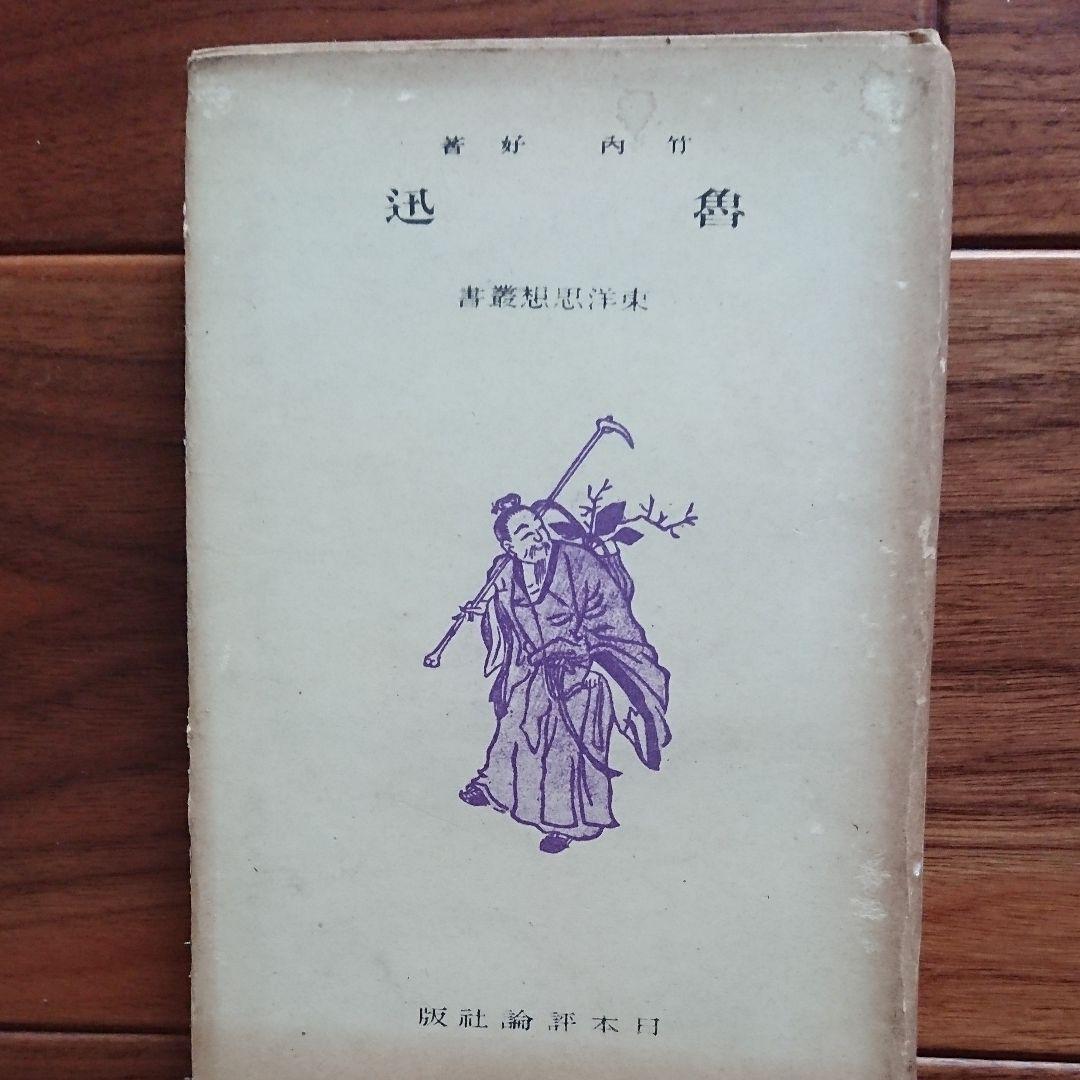 竹内好著
魯迅
東洋思想叢書
日本評論社版